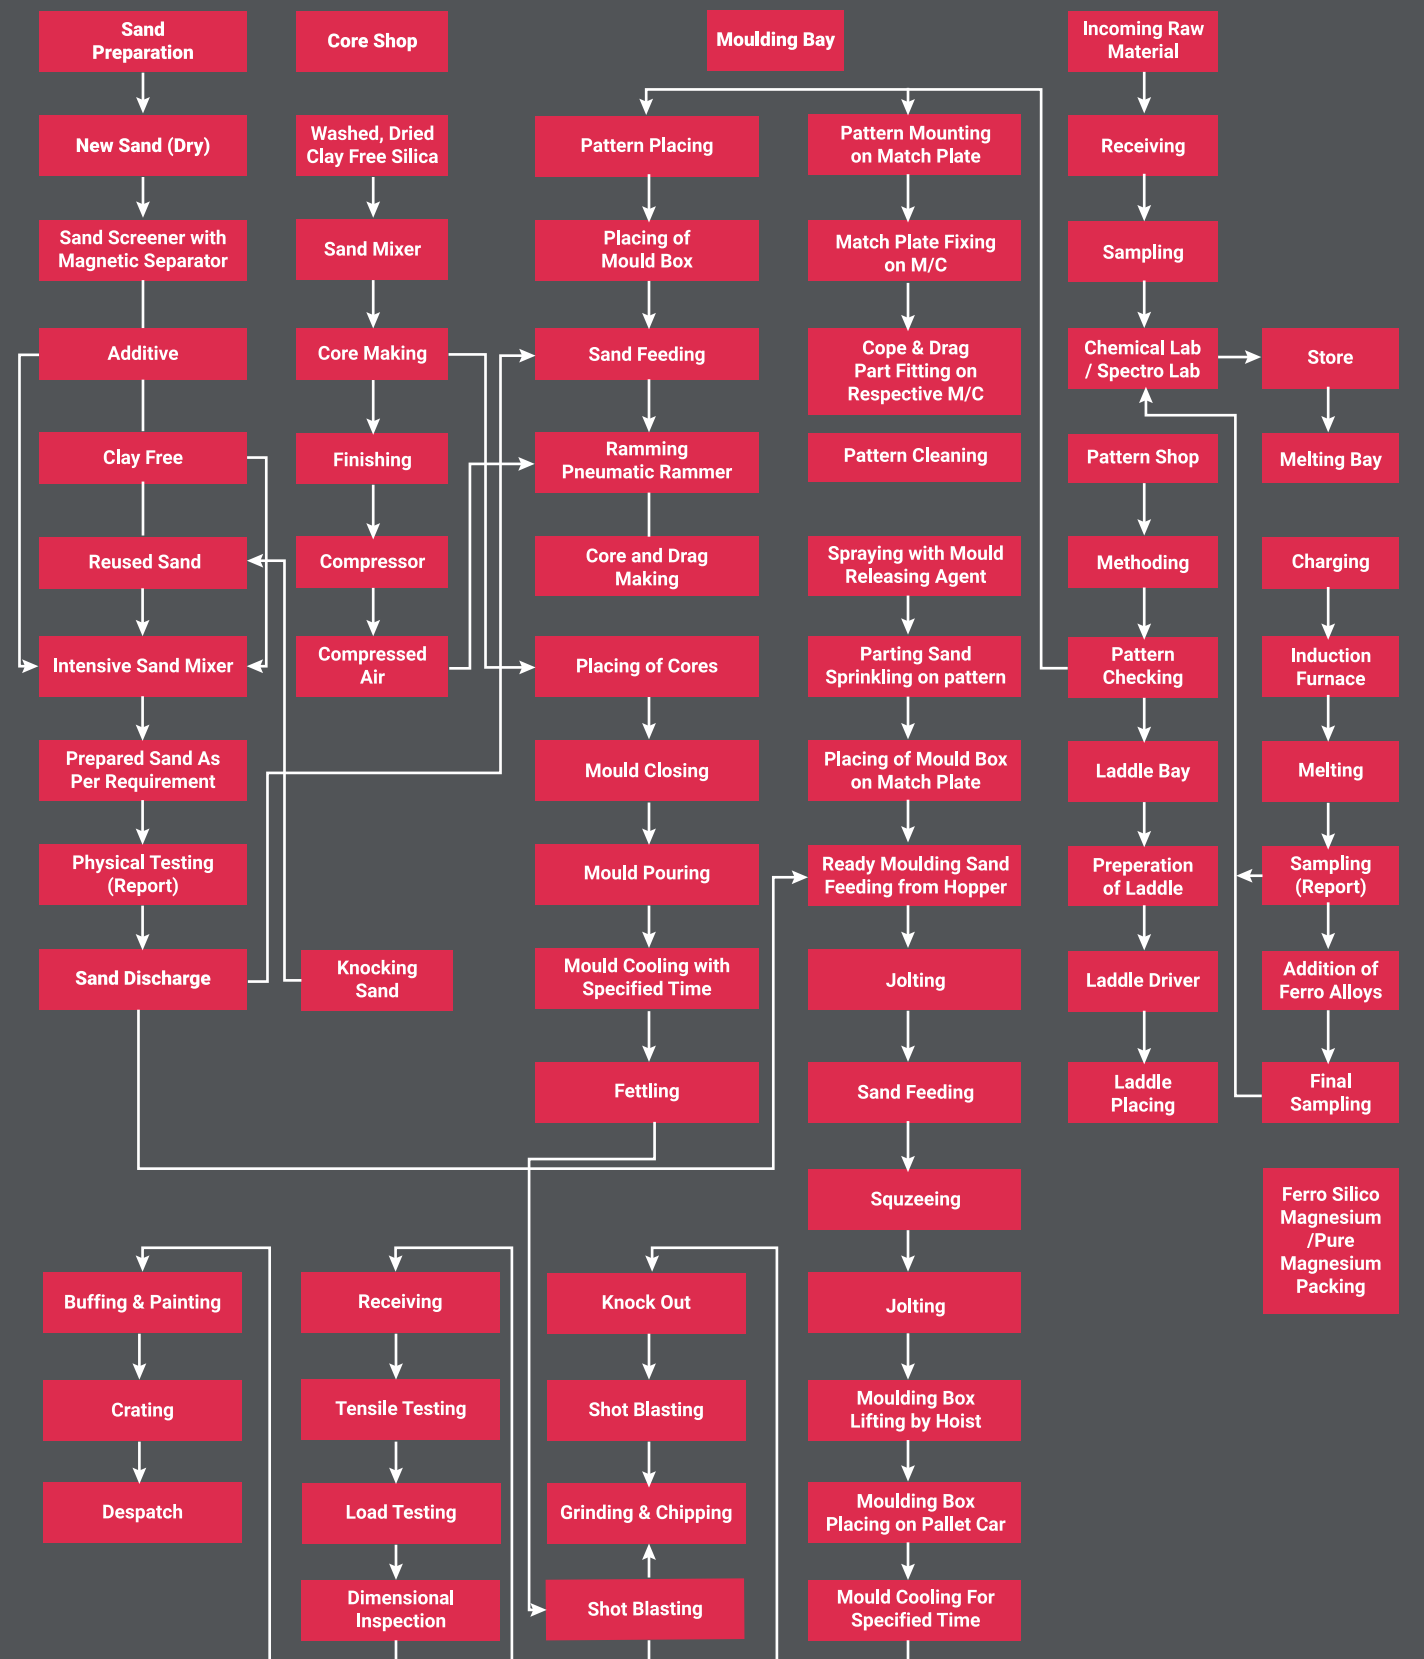 Sand
Preparation
New Sand (Dry)
Sand Screener with
Magnetic Separator
Additive
Clay Free
Reused Sand
Intensive Sand Mixer
Prepared Sand As
Per Requirement
Physical Testing
(Report)
Sand Discharge
Core Shop
Washed, Dried
Clay Free Silica
Sand Mixer
Core Making
Finishing
Compressor
Compressed
Air
Knocking
Sand
Moulding Bay
Pattern Placing
Placing of
Mould Box
Sand Feeding
Ramming
Pneumatic Rammer
Core and Drag
Making
Placing of Cores
Mould Closing
Mould Pouring
Mould Cooling with
Specified Time
Fettling
Pattern Mounting
on Match Plate
Match Plate Fixing
on M/C
Cope & Drag
Part Fitting on
Respective M/C
Pattern Cleaning
Spraying with Mould
Releasing Agent
Parting Sand
Sprinkling on pattern
Placing of Mould Box
on Match Plate
Ready Moulding Sand
Feeding from Hopper
Jolting
Sand Feeding
Squzeeing
Jolting
Moulding Box
Lifting by Hoist
Moulding Box
Placing on Pallet Car
Mould Cooling For
Specified Time
Incoming Raw
Material
Receiving
Sampling
Chemical Lab
/ Spectro Lab
Pattern Shop
Methoding
Pattern
Checking
Laddle Bay
Preperation
of Laddle
Laddle Driver
Laddle
Placing
Store
Melting Bay
Charging
Induction
Furnace
Melting
Sampling
(Report)
Addition of
Ferro Alloys
Final
Sampling
Ferro Silico
Magnesium
/Pure
Magnesium
Packing
Buffing & Painting
Crating
Despatch
Receiving
Tensile Testing
Load Testing
Dimensional
Inspection
Knock Out
Shot Blasting
Grinding & Chipping
Shot Blasting